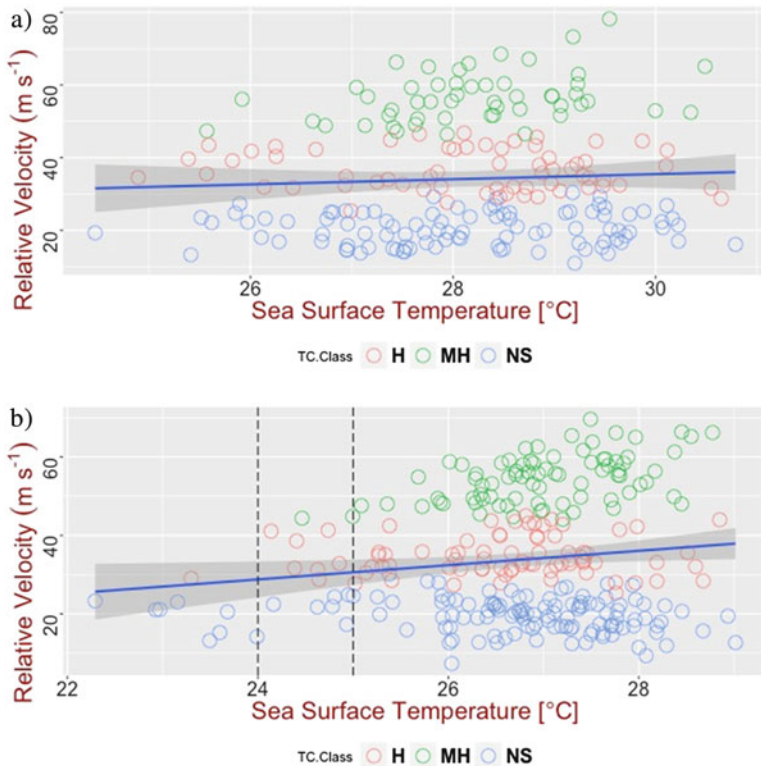 a)
80
60
40
20
Relative Velocity (m s⁻¹)
26 28 30
Sea Surface Temperature [°C]
TC.Class H MH NS
b)
60
40
20
Relative Velocity (m s⁻¹)
22 24 26 28
Sea Surface Temperature [°C]
TC.Class H MH NS